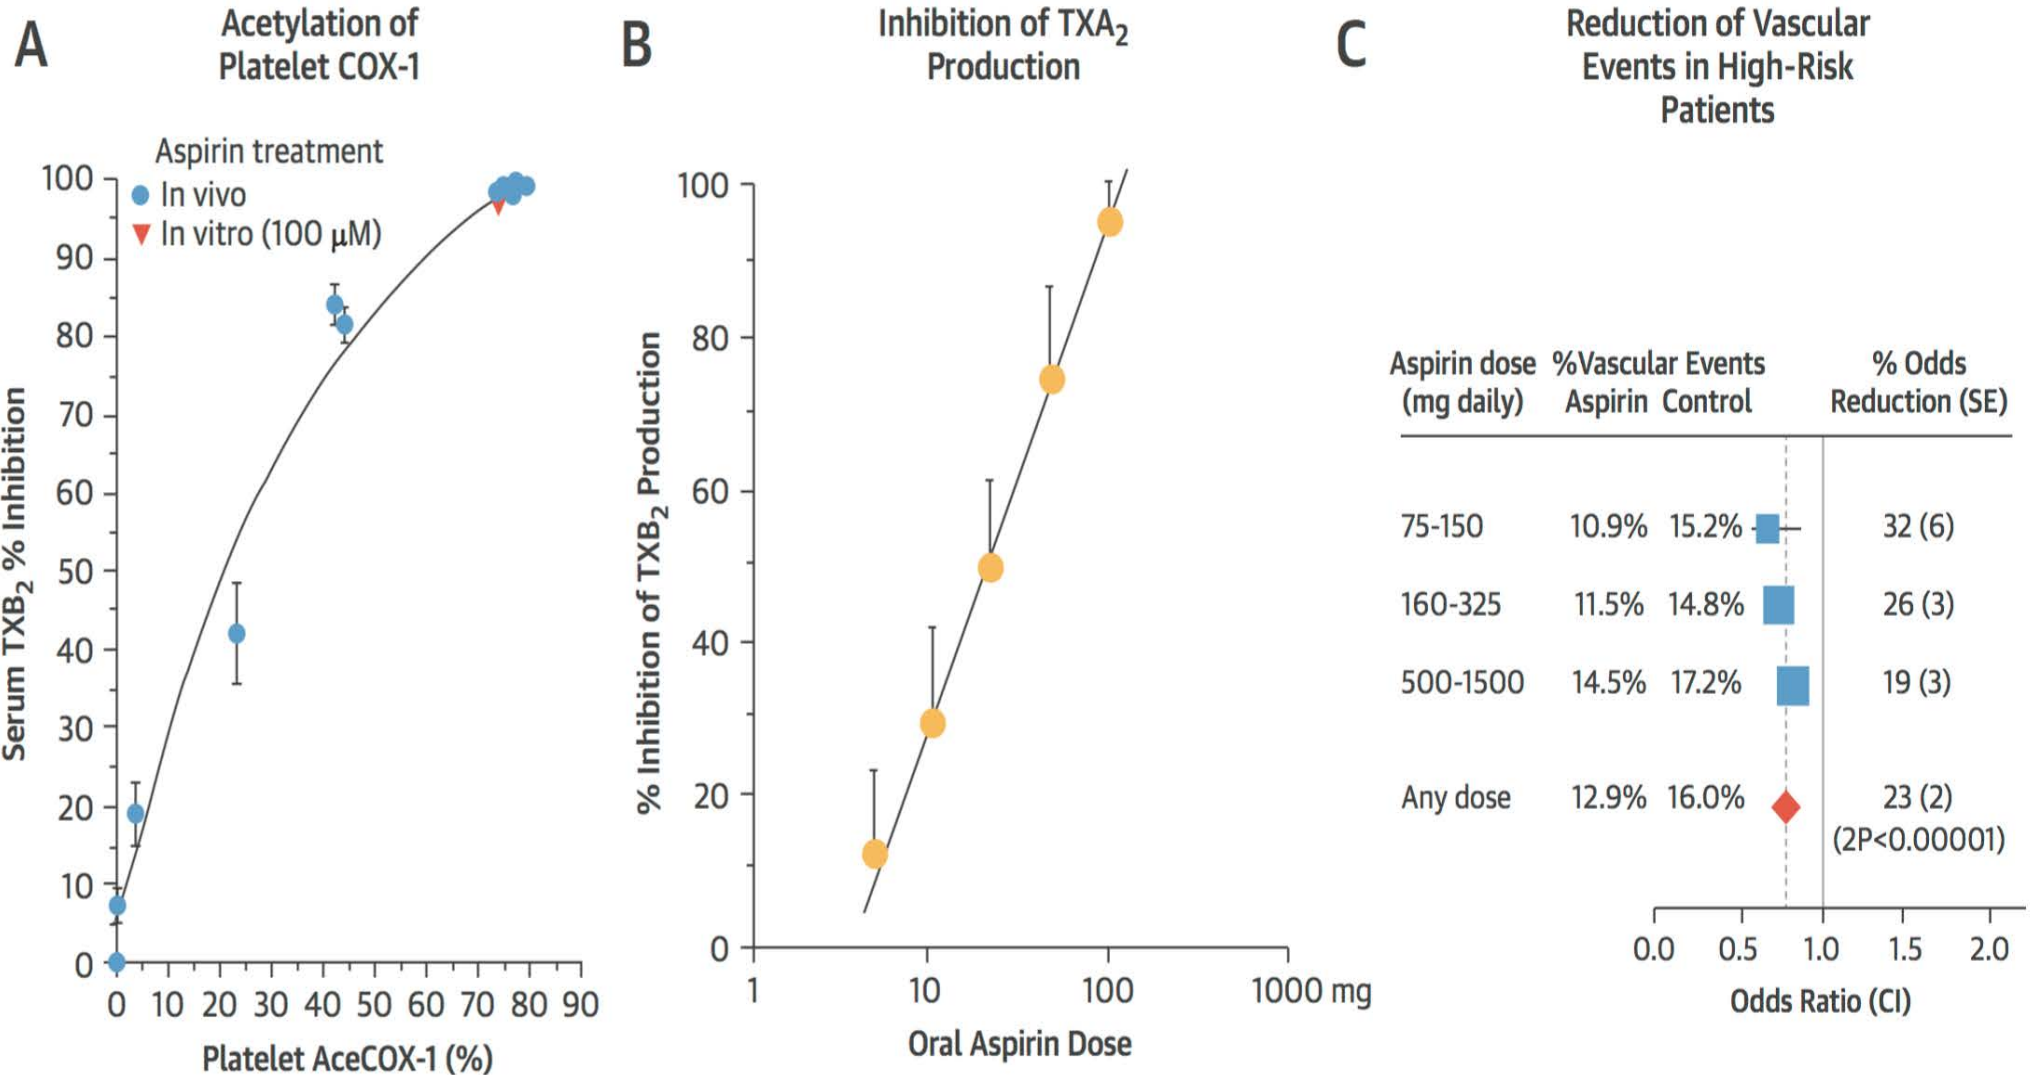 A
Acetylation of
Platelet COX-1
Aspirin treatment
In vivo
In vitro (100 μM)
100
90
80
70
60
50
40
30
20
10
0
Serum TXB2 % Inhibition
0 10 20 30 40 50 60 70 80 90
Platelet AceCOX-1 (%)
B
Inhibition of TXA2
Production
100
80
60
40
20
0
% Inhibition of TXB2 Production
1 10 100 1000 mg
Oral Aspirin Dose
C
Reduction of Vascular
Events in High-Risk
Patients
Aspirin dose %Vascular Events % Odds
(mg daily) Aspirin Control Reduction (SE)
75-150 10.9% 15.2% 32 (6)
160-325 11.5% 14.8% 26 (3)
500-1500 14.5% 17.2% 19 (3)
Any dose 12.9% 16.0% 23 (2)
(2P<0.00001)
0.0 0.5 1.0 1.5 2.0
Odds Ratio (CI)